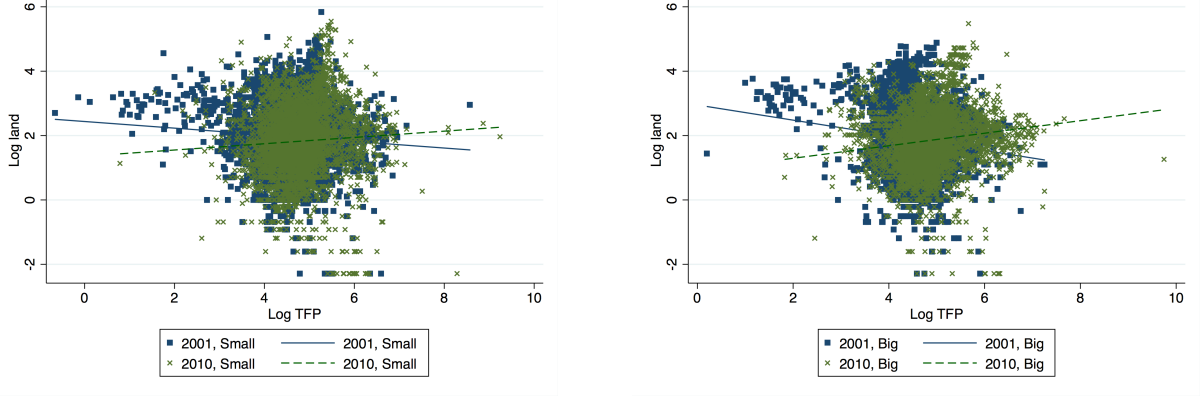 6
4
2
0
-2
Log land
0 2 4 6 8 10
Log TFP
2001, Small 2001, Small
2010, Small 2010, Small
6
4
2
0
-2
Log land
0 2 4 6 8 10
Log TFP
2001, Big 2001, Big
2010, Big 2010, Big